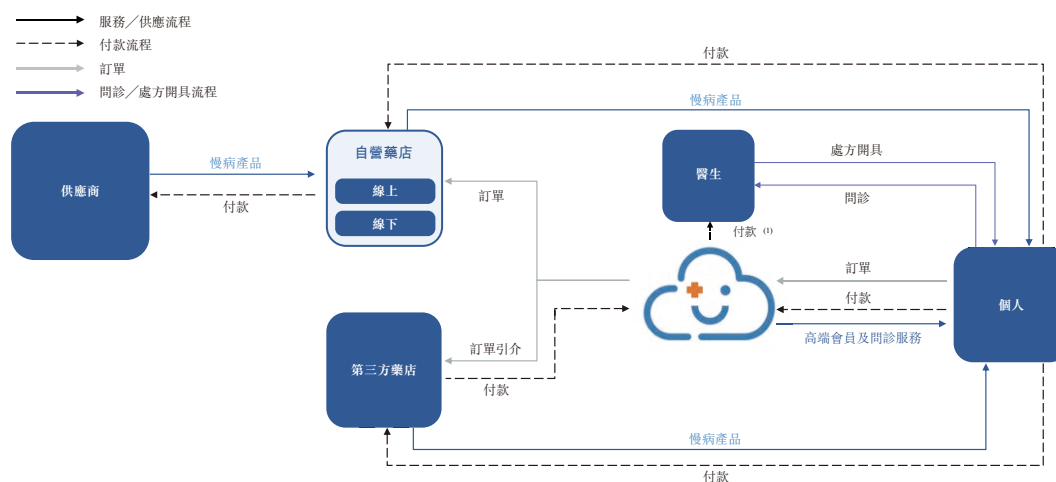 服務／供應流程
付款流程
訂單
問診／處方開具流程
付款
慢病產品
供應商
慢病產品
付款
自營藥店
線上
線下
訂單
醫生
處方開具
問診
付款 (1)
訂單
付款
高端會員及問診服務
個人
訂單引介
第三方藥店
付款
慢病產品
付款